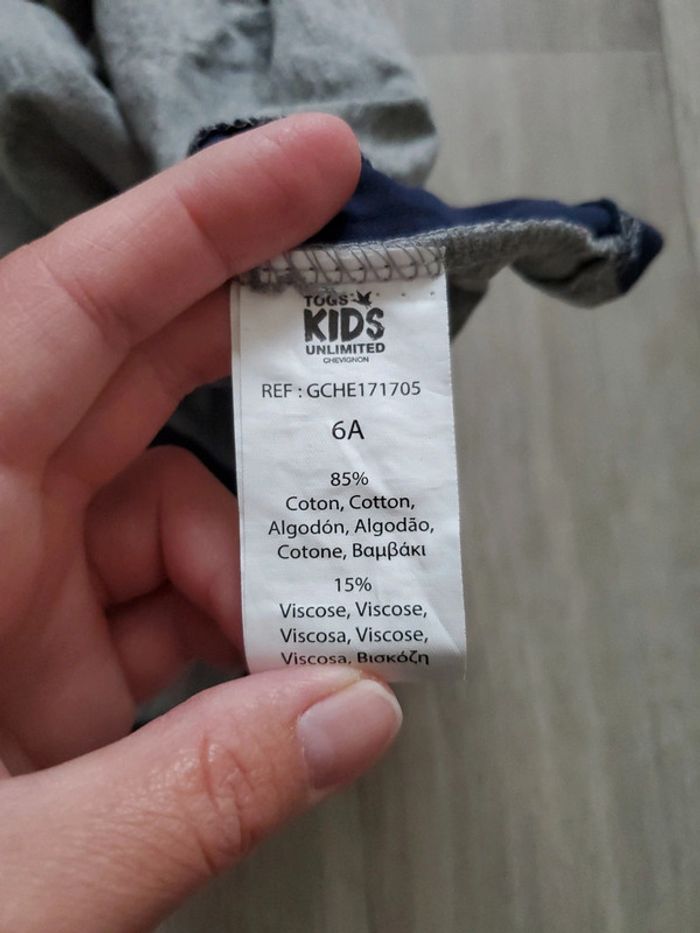 TOGS
KIDS
UNLIMITED
CHEVIGNON
REF : GCHE171705
6A
85%
Coton, Cotton,
Algodón, Algodão,
Cotone, Βαμβάκι
15%
Viscose, Viscose,
Viscosa, Viscose,
Viscosa, Βισκόζη